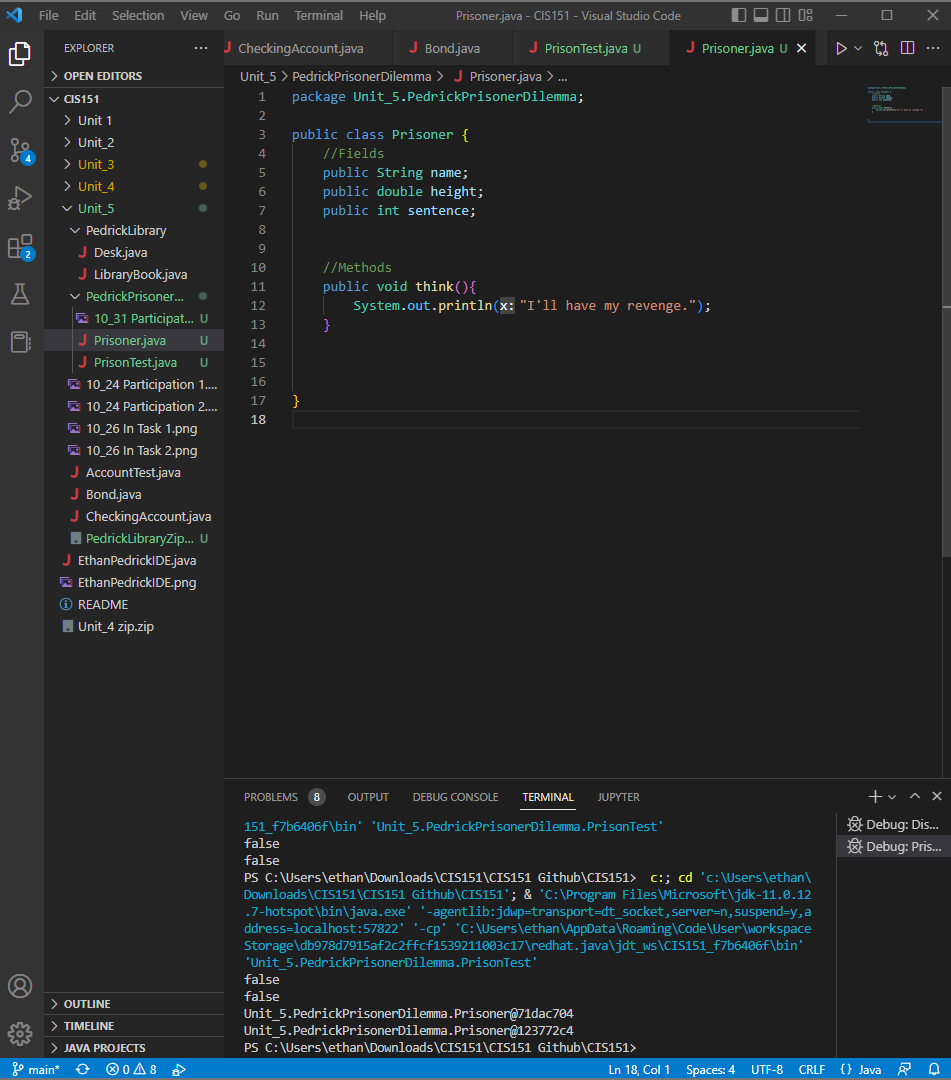 File Edit Selection View Go Run Terminal Help Prisoner.java - CIS151 - Visual Studio Code
EXPLORER
OPEN EDITORS
CIS151
Unit 1
Unit_2
Unit_3
Unit_4
Unit_5
PedrickLibrary
Desk.java
LibraryBook.java
PedrickPrisoner...
10_31 Participat... U
Prisoner.java U
PrisonTest.java U
10_24 Participation 1....
10_24 Participation 2....
10_26 In Task 1.png
10_26 In Task 2.png
AccountTest.java
Bond.java
CheckingAccount.java
PedrickLibraryZip... U
EthanPedrickIDE.java
EthanPedrickIDE.png
README
Unit_4 zip.zip
OUTLINE
TIMELINE
JAVA PROJECTS
4
2
CheckingAccount.java Bond.java PrisonTest.java U Prisoner.java U
Unit_5 > PedrickPrisonerDilemma > Prisoner.java > ...
1 package Unit_5.PedrickPrisonerDilemma;
2
3 public class Prisoner {
4 //Fields
5 public String name;
6 public double height;
7 public int sentence;
8
9
10 //Methods
11 public void think(){
12 System.out.println(x: "I'll have my revenge.");
13 }
14
15
16
17 }
18
PROBLEMS 8 OUTPUT DEBUG CONSOLE TERMINAL JUPYTER
151_f7b6406f\bin' 'Unit_5.PedrickPrisonerDilemma.PrisonTest'
false
false
PS C:\Users\ethan\Downloads\CIS151\CIS151 Github\CIS151> c:; cd 'c:\Users\ethan\
Downloads\CIS151\CIS151 Github\CIS151'; & 'C:\Program Files\Microsoft\jdk-11.0.12
.7-hotspot\bin\java.exe' '-agentlib:jdwp=transport=dt_socket,server=n,suspend=y,a
ddress=localhost:57822' '-cp' 'C:\Users\ethan\AppData\Roaming\Code\User\workspace
Storage\db978d7915af2c2ffcf1539211003c17\redhat.java\jdt_ws\CIS151_f7b6406f\bin'
'Unit_5.PedrickPrisonerDilemma.PrisonTest'
false
false
Unit_5.PedrickPrisonerDilemma.Prisoner@71dac704
Unit_5.PedrickPrisonerDilemma.Prisoner@123772c4
PS C:\Users\ethan\Downloads\CIS151\CIS151 Github\CIS151>
Debug: Dis...
Debug: Pris...
main* 0 8 Ln 18, Col 1 Spaces: 4 UTF-8 CRLF {} Java